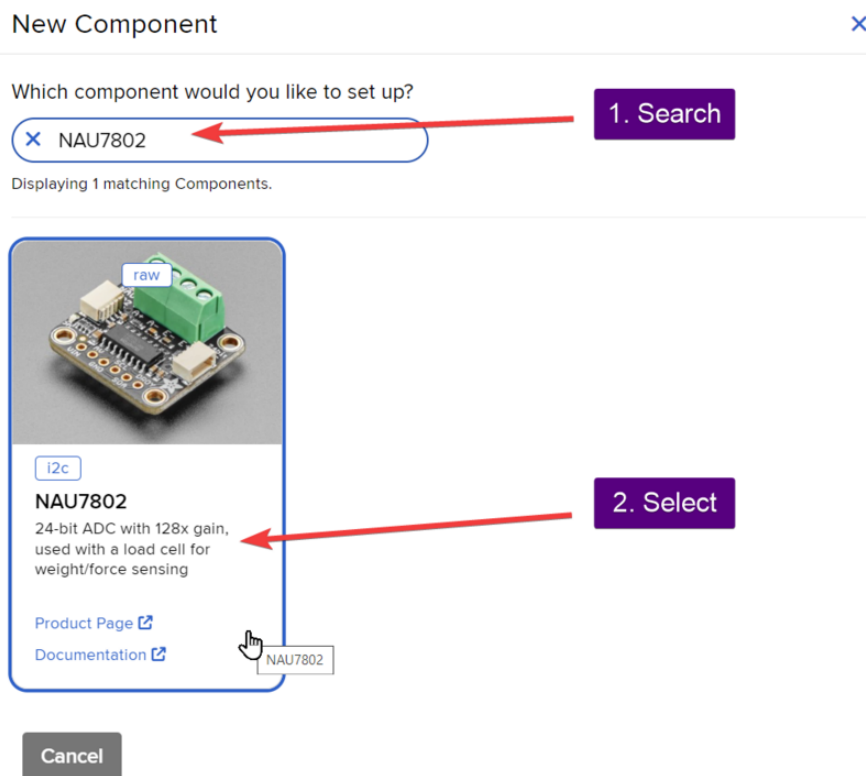 New Component
Which component would you like to set up?
1. Search
NAU7802
Displaying 1 matching Components.
raw
i2c
NAU7802
24-bit ADC with 128x gain,
used with a load cell for
weight/force sensing
2. Select
Product Page
Documentation
NAU7802
Cancel